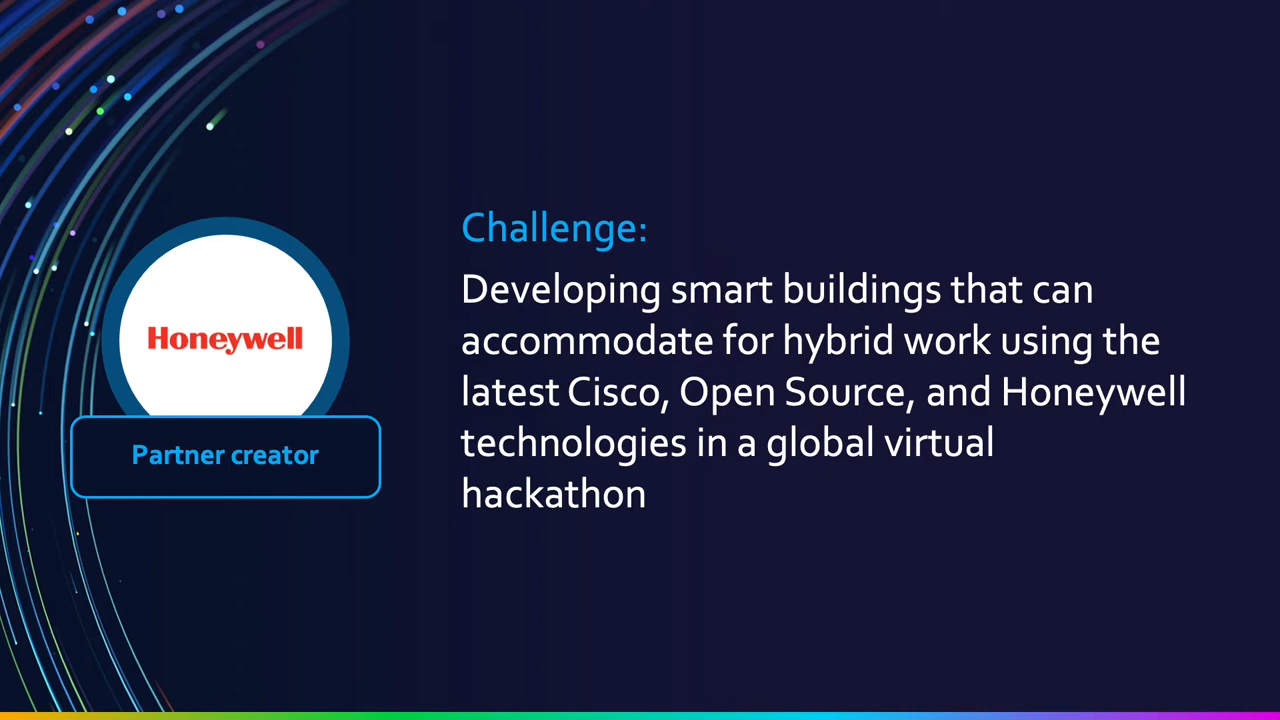 Honeywell
Partner creator
Challenge:
Developing smart buildings that can
accommodate for hybrid work using the
latest Cisco, Open Source, and Honeywell
technologies in a global virtual
hackathon